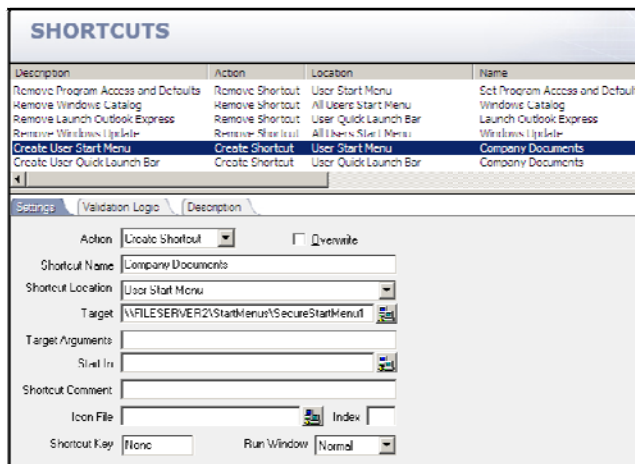 SHORTCUTS
Description Action Location Name
Remove Program Access and Defaults Remove Shortcut User Start Menu Set Program Access and Default
Remove Windows Catalog Remove Shortcut All Users Start Menu Windows Catalog
Remove Launch Outlook Express Remove Shortcut User Quick Launch Bar Launch Outlook Express
Remove Windows Update Remove Shortcut All Users Start Menu Windows Update
Create User Start Menu Create Shortcut User Start Menu Company Documents
Create User Quick Launch Bar Create Shortcut User Quick Launch Bar Company Documents
Settings Validation Logic Description
Action Create Shortcut Overwrite
Shortcut Name Company Documents
Shortcut Location User Start Menu
Target \\FILESERVER2\StartMenus\SecureStartMenu1
Target Arguments
Start In
Shortcut Comment
Icon File Index
Shortcut Key None Run Window Normal